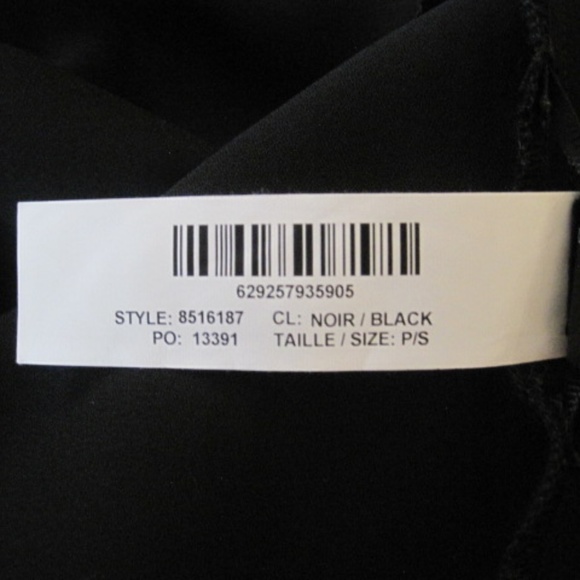 629257935905
STYLE: 8516187 CL: NOIR / BLACK
PO: 13391 TAILLE / SIZE: P/S